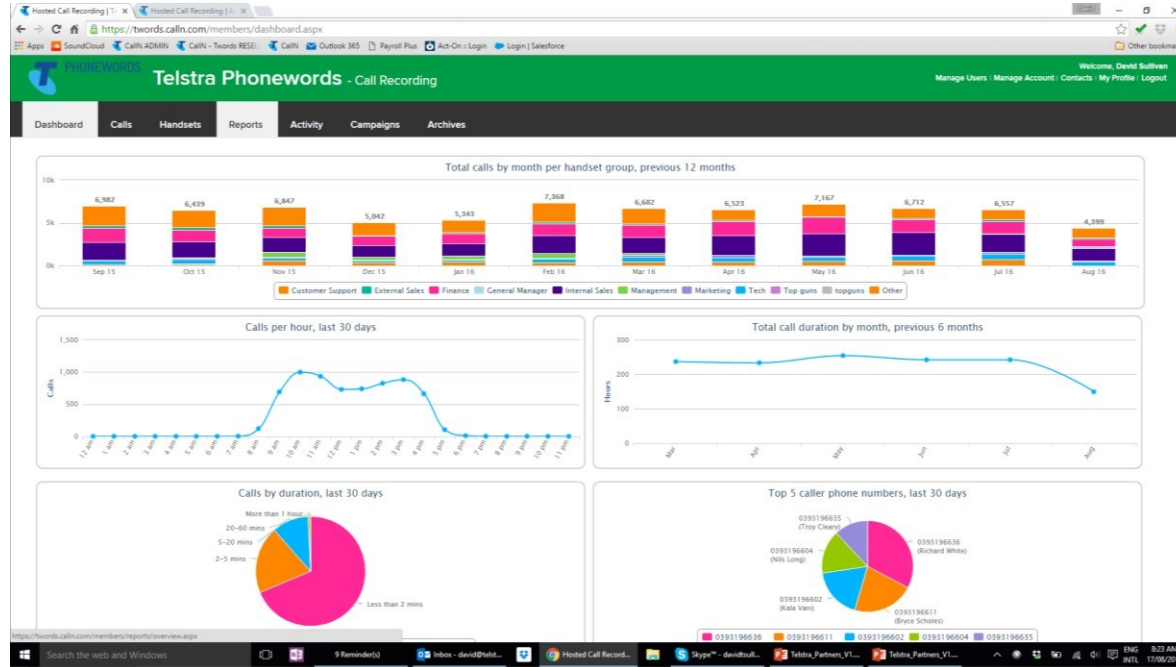 Hosted Call Recording | Te
Hosted Call Recording | A
https://twords.calln.com/members/dashboard.aspx
Apps SoundCloud CallN ADMIN CallN - Twords RESELL CallN Outlook 365 Payroll Plus Act-On :: Login Login | Salesforce Other bookma
PHONEWORDS
Telstra Phonewords - Call Recording
Welcome, David Sullivan
Manage Users | Manage Account | Contacts | My Profile | Logout
Dashboard Calls Handsets Reports Activity Campaigns Archives
Total calls by month per handset group, previous 12 months
10k
5k
0k
6,982 6,439 6,847 5,042 5,343 7,368 6,682 6,523 7,167 6,712 6,557 4,399
Sep 15 Oct 15 Nov 15 Dec 15 Jan 16 Feb 16 Mar 16 Apr 16 May 16 Jun 16 Jul 16 Aug 16
Customer Support External Sales Finance General Manager Internal Sales Management Marketing Tech Top guns topguns Other
Calls per hour, last 30 days
1,500
1,000
500
0
Calls
12 am 1 am 2 am 3 am 4 am 5 am 6 am 7 am 8 am 9 am 10 am 11 am 12 pm 1 pm 2 pm 3 pm 4 pm 5 pm 6 pm 7 pm 8 pm 9 pm 10 pm 11 pm
Total call duration by month, previous 6 months
300
200
100
0
Hours
Mar Apr May Jun Jul Aug
Calls by duration, last 30 days
More than 1 hour
20-60 mins
5-20 mins
2-5 mins
Less than 2 mins
Top 5 caller phone numbers, last 30 days
0393196635
(Troy Cleary)
0393196636
(Richard White)
0393196604
(Nils Long)
0393196602
(Kala Vani)
0393196611
(Bryce Scholes)
0393196636 0393196611 0393196602 0393196604 0393196635
https://twords.calln.com/members/reports/overview.aspx
Search the web and Windows
9 Reminder(s)
Inbox - david@telst...
Hosted Call Record...
Skype™ - davidtsull...
Telstra_Partners_V1...
Telstra_Partners_V1...
ENG
INTL
8:23